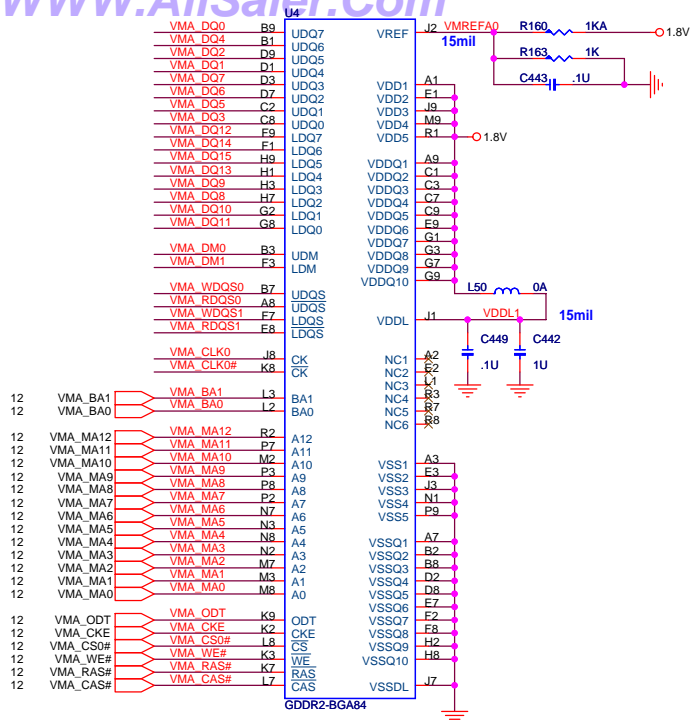 www.AliSaler.Com
U4
VMA_DQ0 B9 UDQ7 VREF J2 VMREFA0 R160 1KA 1.8V
VMA_DQ4 B1 UDQ6 15mil
VMA_DQ2 D9 UDQ5 R163 1K
VMA_DQ1 D1 UDQ4
VMA_DQ7 D3 UDQ3 VDD1 A1 C443 .1U
VMA_DQ6 D7 UDQ2 VDD2 E1
VMA_DQ5 C2 UDQ1 VDD3 J9
VMA_DQ3 C8 UDQ0 VDD4 M9
VMA_DQ12 F9 LDQ7 VDD5 R1 1.8V
VMA_DQ14 F1 LDQ6
VMA_DQ15 H9 LDQ5 VDDQ1 A9
VMA_DQ13 H1 LDQ4 VDDQ2 C1
VMA_DQ9 H3 LDQ3 VDDQ3 C3
VMA_DQ8 H7 LDQ2 VDDQ4 C7
VMA_DQ10 G2 LDQ1 VDDQ5 C9
VMA_DQ11 G8 LDQ0 VDDQ6 E9
VDDQ7 G1
VMA_DM0 B3 UDM VDDQ8 G3
VMA_DM1 F3 LDM VDDQ9 G7
VDDQ10 G9
VMA_WDQS0 B7 UDQS L50 0A
VMA_RDQS0 A8 UDQS
VMA_WDQS1 F7 LDQS VDDL J1 VDDL1 15mil
VMA_RDQS1 E8 LDQS
C449 C442
VMA_CLK0 J8 CK NC1 A2 .1U 1U
VMA_CLK0# K8 CK NC2 E2
NC3 L1
12 VMA_BA1 VMA_BA1 L3 BA1 NC4 R3
12 VMA_BA0 VMA_BA0 L2 BA0 NC5 R7
NC6 R8
12 VMA_MA12 VMA_MA12 R2 A12
12 VMA_MA11 VMA_MA11 P7 A11
12 VMA_MA10 VMA_MA10 M2 A10 VSS1 A3
12 VMA_MA9 VMA_MA9 P3 A9 VSS2 E3
12 VMA_MA8 VMA_MA8 P8 A8 VSS3 J3
12 VMA_MA7 VMA_MA7 P2 A7 VSS4 N1
12 VMA_MA6 VMA_MA6 N7 A6 VSS5 P9
12 VMA_MA5 VMA_MA5 N3 A5
12 VMA_MA4 VMA_MA4 N8 A4 VSSQ1 A7
12 VMA_MA3 VMA_MA3 N2 A3 VSSQ2 B2
12 VMA_MA2 VMA_MA2 M7 A2 VSSQ3 B8
12 VMA_MA1 VMA_MA1 M3 A1 VSSQ4 D2
12 VMA_MA0 VMA_MA0 M8 A0 VSSQ5 D8
VSSQ6 E7
12 VMA_ODT VMA_ODT K9 ODT VSSQ7 F2
12 VMA_CKE VMA_CKE K2 CKE VSSQ8 F8
12 VMA_CS0# VMA_CS0# L8 CS VSSQ9 H2
12 VMA_WE# VMA_WE# K3 WE VSSQ10 H8
12 VMA_RAS# VMA_RAS# K7 RAS
12 VMA_CAS# VMA_CAS# L7 CAS VSSDL J7
GDDR2-BGA84